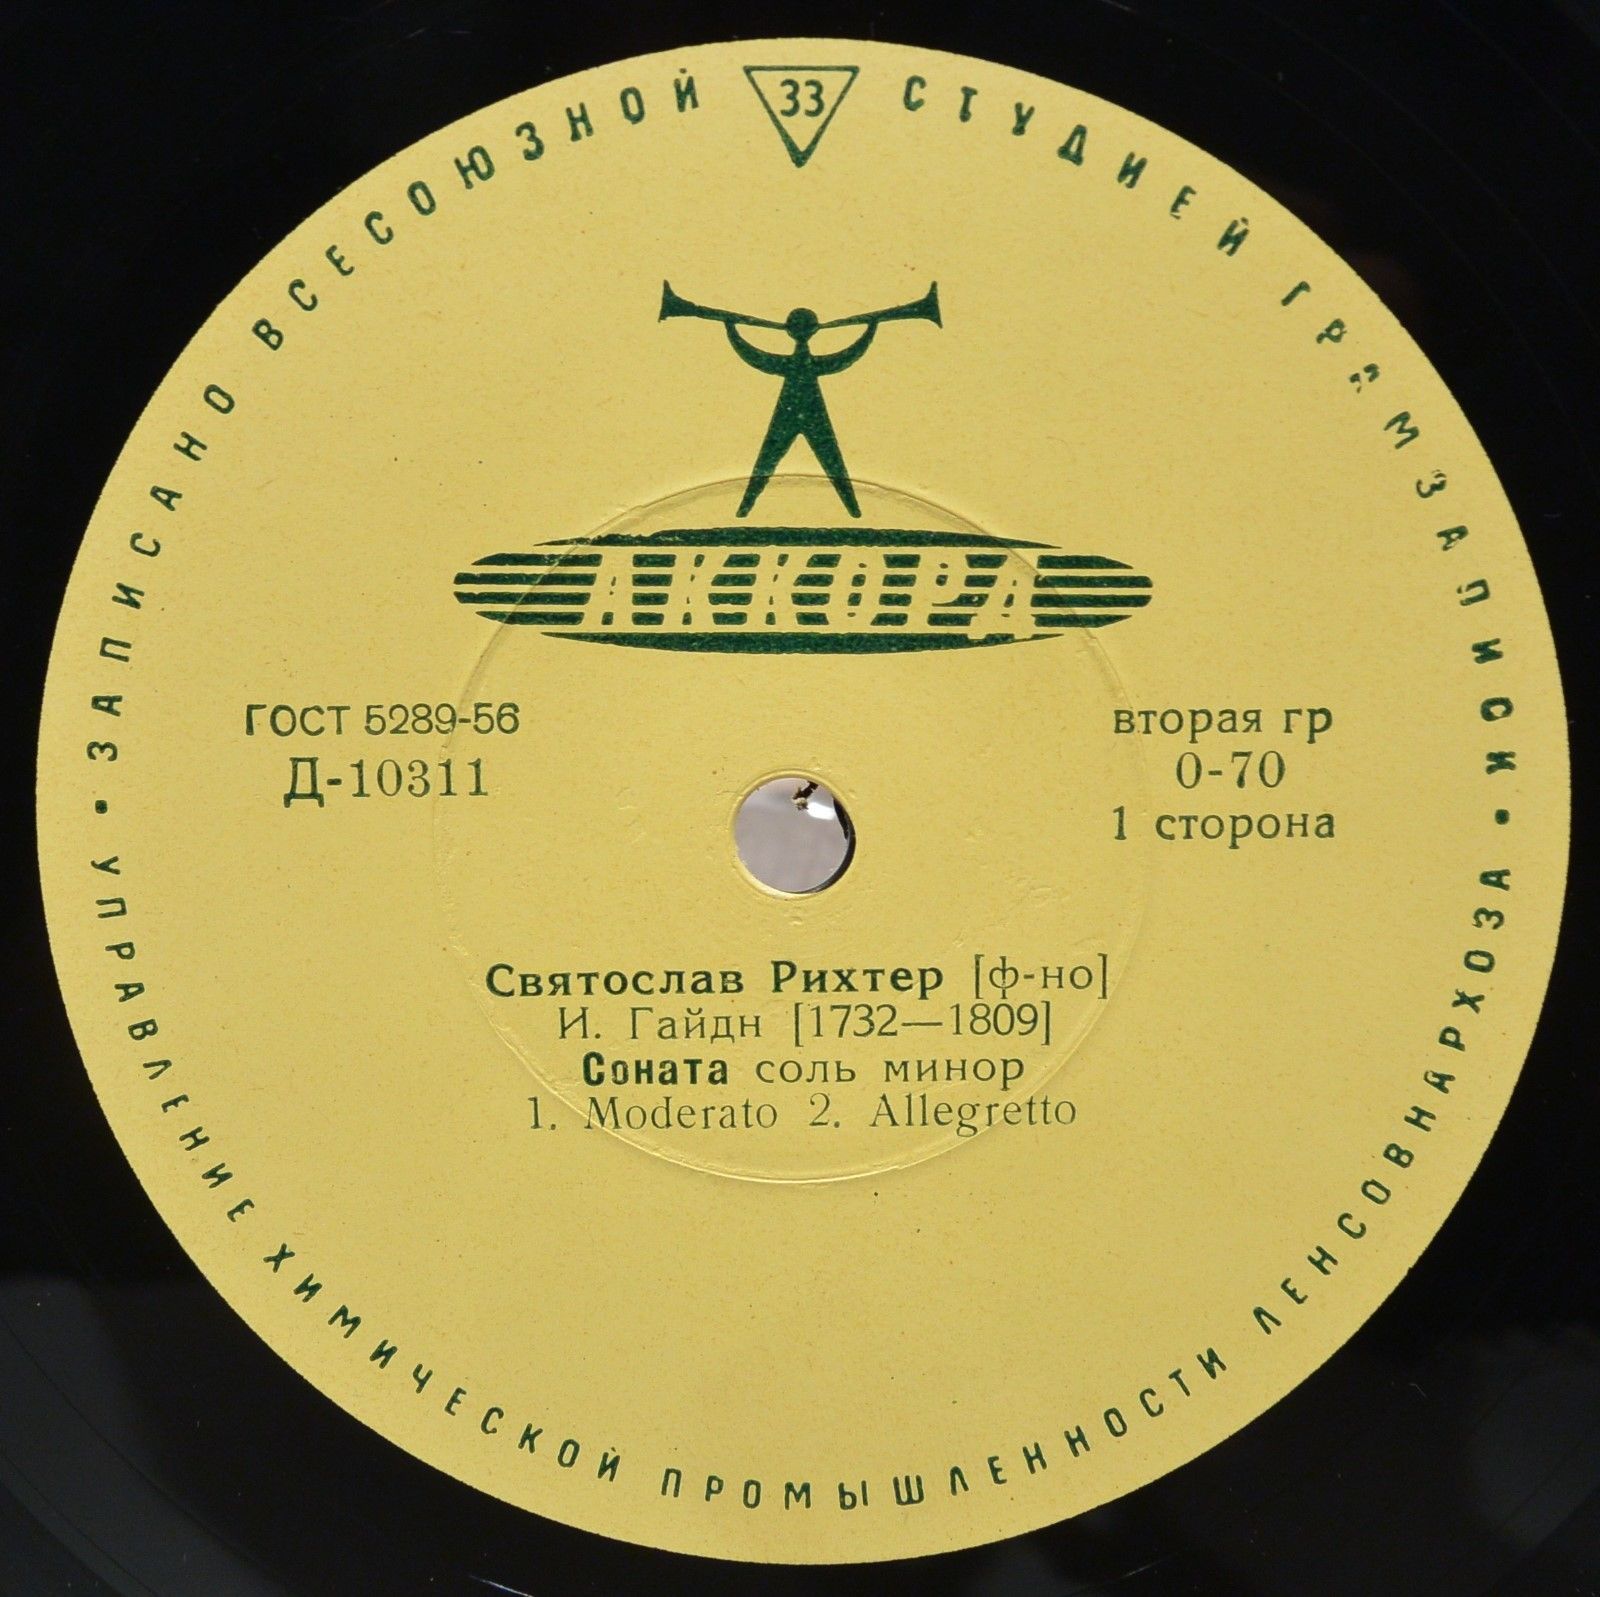 ЗАПИСАНО ВСЕСОЮЗНОЙ СТУДИЕЙ ГРАМЗАПИСИ
33
АККОРД
ГОСТ 5289-56
Д-10311
вторая гр
0-70
1 сторона
Святослав Рихтер [ф-но]
И. Гайдн [1732—1809]
Соната соль минор
1. Moderato 2. Allegretto
УПРАВЛЕНИЕ ХИМИЧЕСКОЙ ПРОМЫШЛЕННОСТИ ЛЕНСОВНАРХОЗА